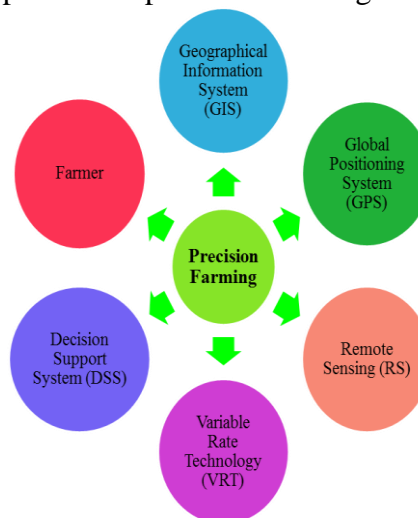 Geographical
Information
System
(GIS)
Global
Positioning
System
(GPS)
Farmer
Precision
Farming
Decision
Support
System (DSS)
Remote
Sensing (RS)
Variable
Rate
Technology
(VRT)